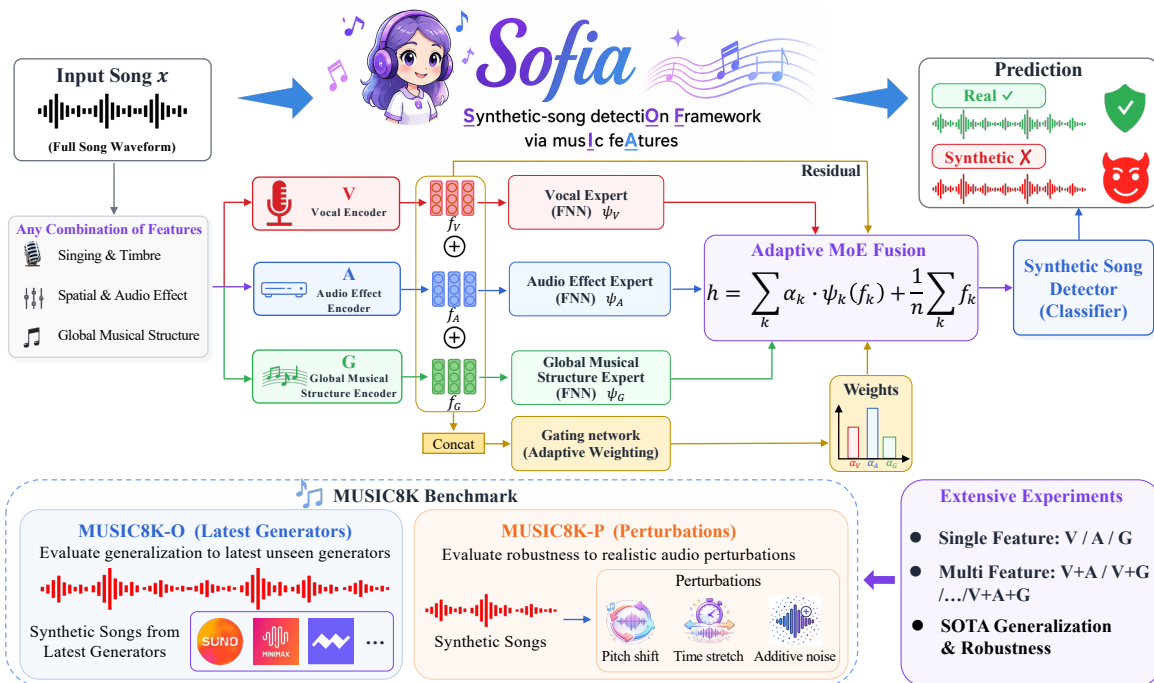 Sofia
Synthetic-song detectiOn Framework
via musIc feAtures
Input Song x
(Full Song Waveform)
Prediction
Real ✓
Synthetic ✗
Any Combination of Features
Singing & Timbre
Spatial & Audio Effect
Global Musical Structure
V
Vocal Encoder
A
Audio Effect
Encoder
G
Global Musical
Structure Encoder
f_V
⊕
f_A
⊕
f_G
Concat
Residual
Vocal Expert
(FNN) ψ_V
Audio Effect Expert
(FNN) ψ_A
Global Musical
Structure Expert
(FNN) ψ_G
Gating network
(Adaptive Weighting)
Adaptive MoE Fusion
h = ∑_k α_k · ψ_k(f_k) + 1/n ∑_k f_k
Weights
α_V α_A α_G
Synthetic Song
Detector
(Classifier)
MUSIC8K Benchmark
MUSIC8K-O (Latest Generators)
Evaluate generalization to latest unseen generators
Synthetic Songs from
Latest Generators
SUNO
MINIMAX
...
MUSIC8K-P (Perturbations)
Evaluate robustness to realistic audio perturbations
Synthetic Songs
Perturbations
Pitch shift
Time stretch
Additive noise
Extensive Experiments
● Single Feature: V / A / G
● Multi Feature: V+A / V+G
/…/V+A+G
● SOTA Generalization
& Robustness